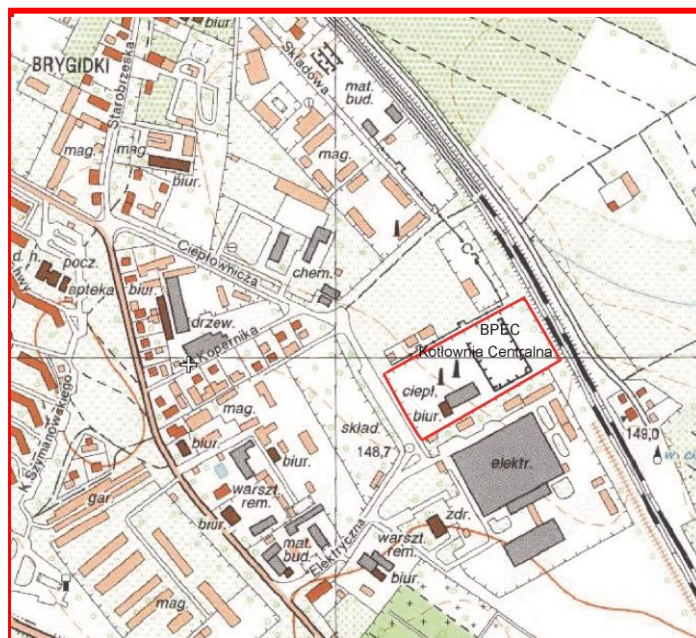 BRYGIDKI
Starobrzeska
Składowa
mat.
bud.
mag.
mag.
biur.
mag.
Ciepłownicza
d. h.
pocz.
apteka
biur.
drzew.
chem.
Kopernika
BPEC
Kotłownia Centralna
ciepł.
biur.
mag.
K.Szymanowskiego
biur.
biur.
skład.
148,7
elektr.
149,0
gar.
warszt.
rem.
biur.
mat.
bud.
Elektryczna
zdr.
warszt.
rem.
biur.
mag.